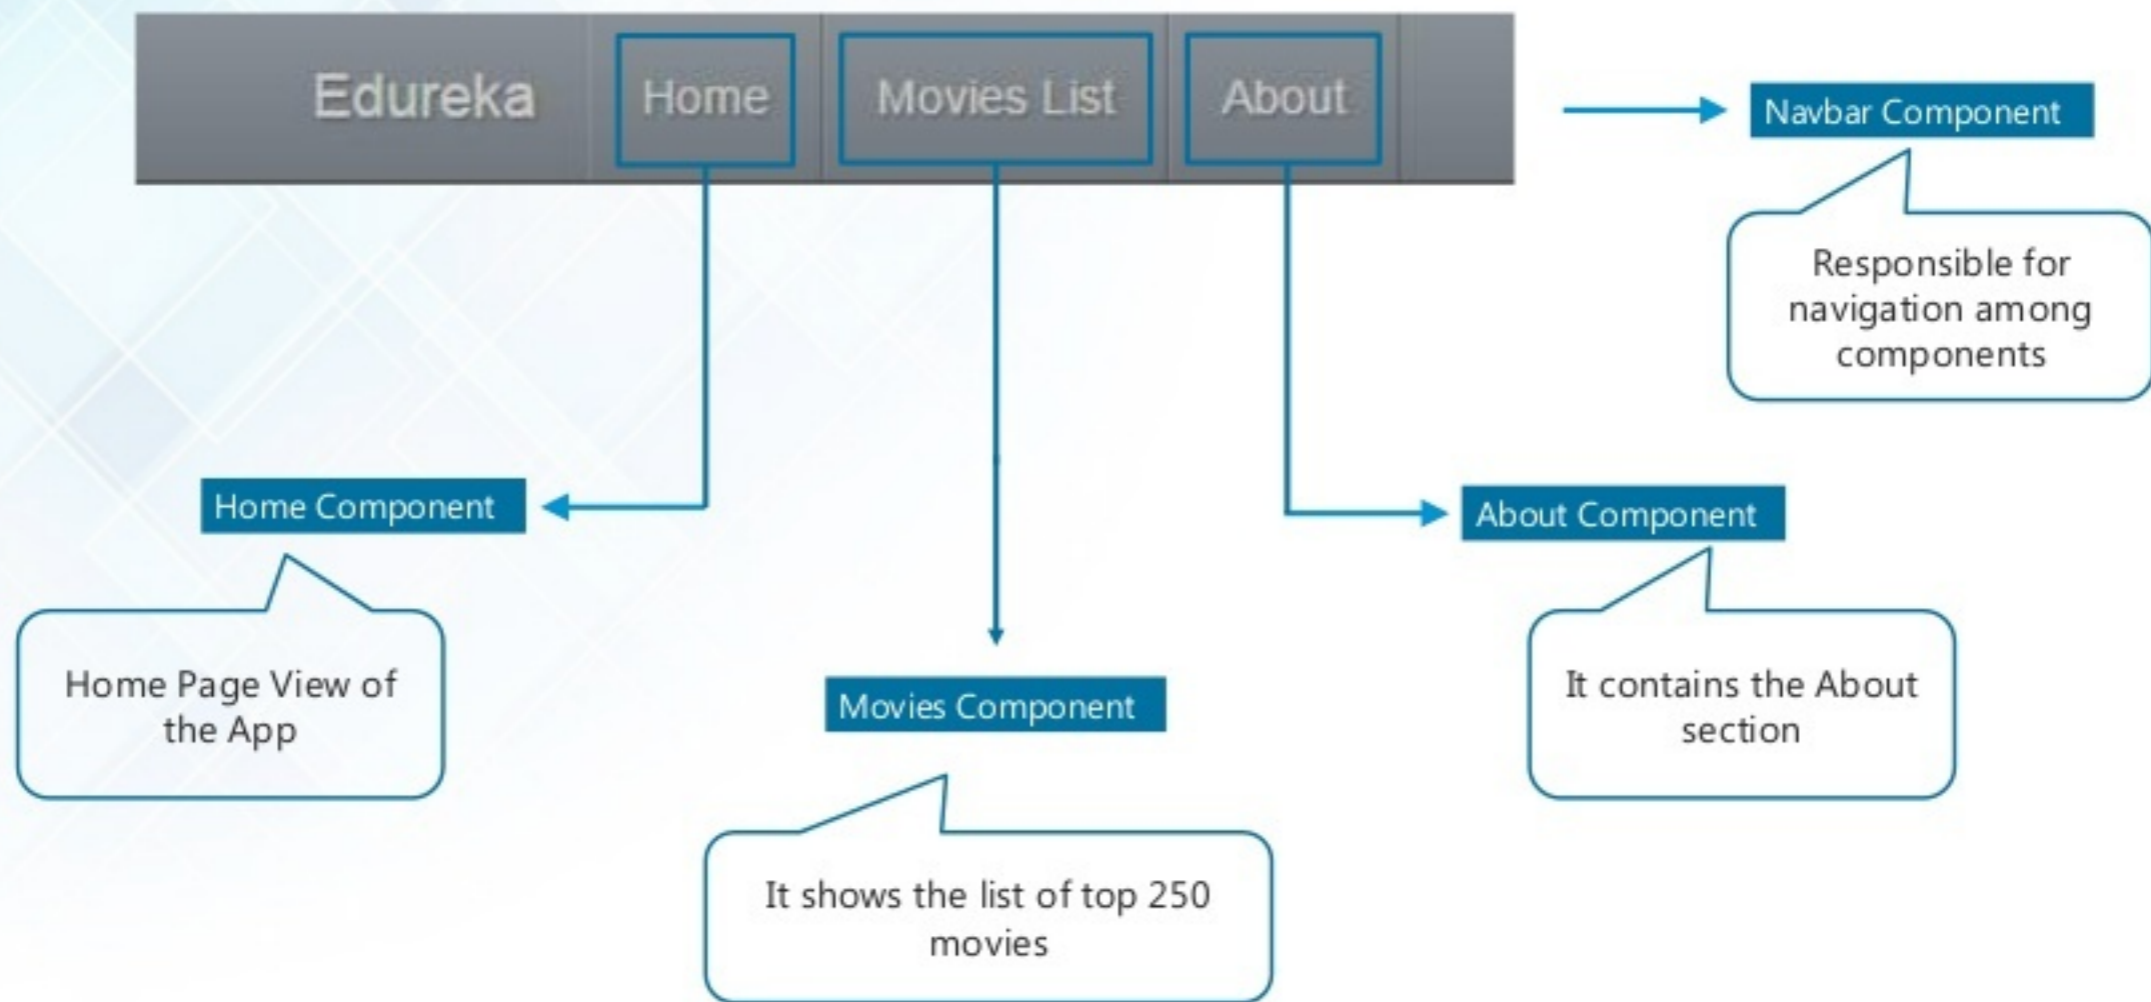 Edureka Home Movies List About
Navbar Component
Responsible for
navigation among
components
Home Component
Home Page View of
the App
Movies Component
It shows the list of top 250
movies
About Component
It contains the About
section